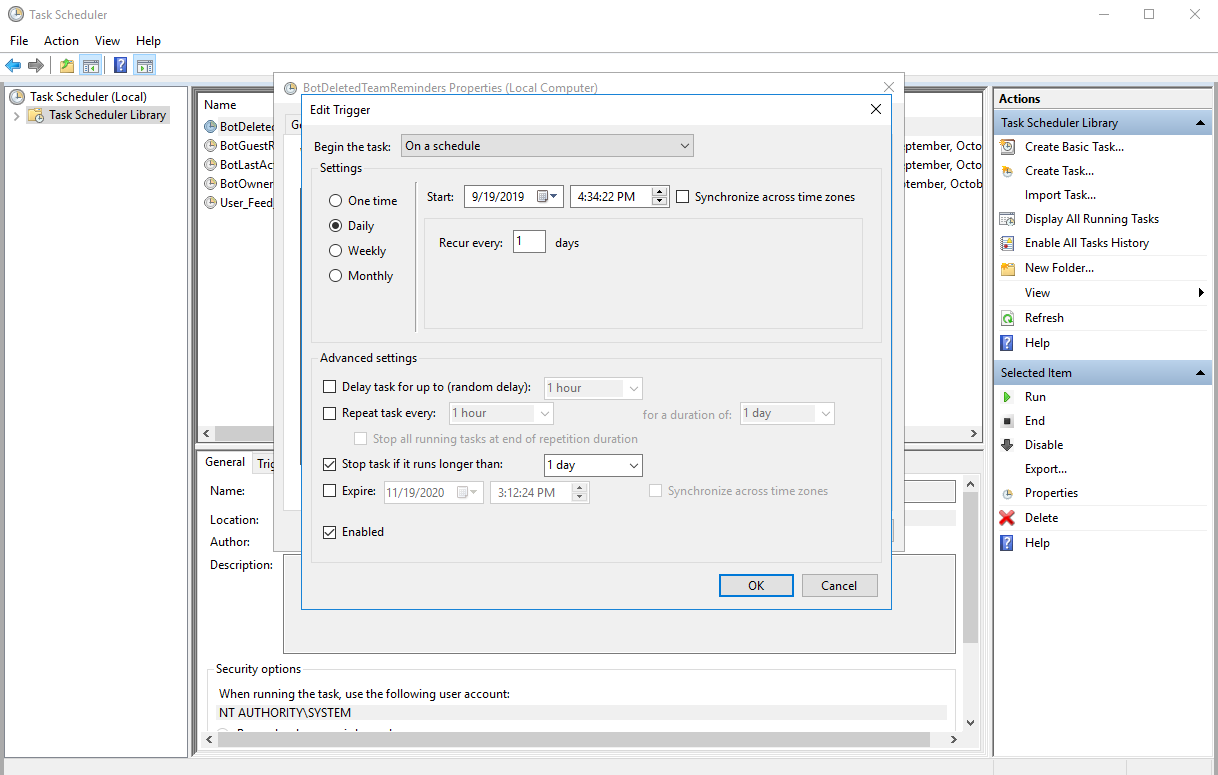 Task Scheduler
File Action View Help
Task Scheduler (Local)
Task Scheduler Library
Name
BotDeleted
BotGuestR
BotLastAc
BotOwner
User_Feed
eptember, Octo
eptember, Octo
ptember, Octob
BotDeletedTeamReminders Properties (Local Computer)
Edit Trigger
Begin the task: On a schedule
Settings
One time
Daily
Weekly
Monthly
Start: 9/19/2019 4:34:22 PM Synchronize across time zones
Recur every: 1 days
Advanced settings
Delay task for up to (random delay): 1 hour
Repeat task every: 1 hour for a duration of: 1 day
Stop all running tasks at end of repetition duration
Stop task if it runs longer than: 1 day
Expire: 11/19/2020 3:12:24 PM Synchronize across time zones
Enabled
OK Cancel
General Trig
Name:
Location:
Author:
Description:
Security options
When running the task, use the following user account:
NT AUTHORITY\SYSTEM
Actions
Task Scheduler Library
Create Basic Task...
Create Task...
Import Task...
Display All Running Tasks
Enable All Tasks History
New Folder...
View
Refresh
Help
Selected Item
Run
End
Disable
Export...
Properties
Delete
Help